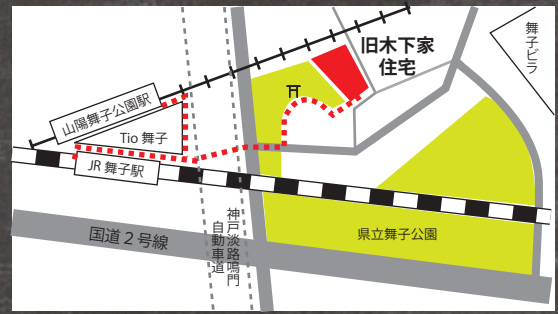 旧木下家
住宅
舞子ビラ
山陽舞子公園駅
Tio 舞子
JR 舞子駅
国道２号線
神戸淡路鳴門
自動車道
県立舞子公園